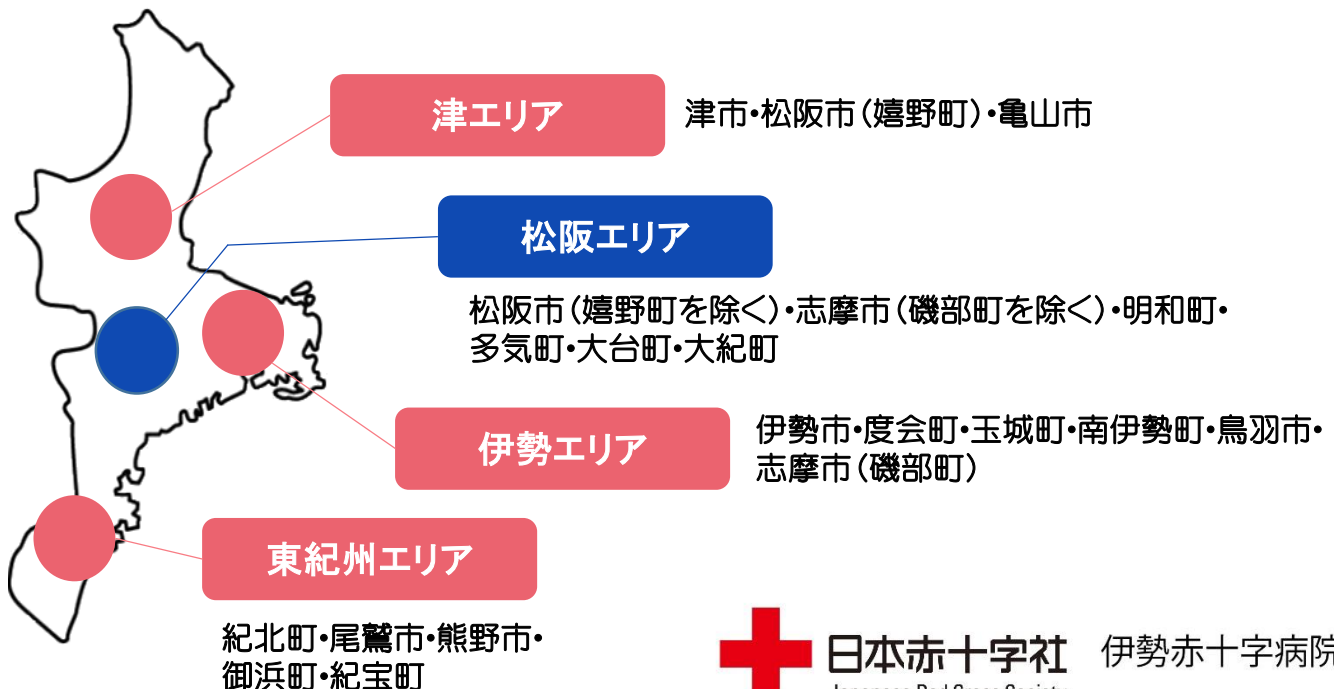 津エリア
津市・松阪市(嬉野町)・亀山市
松阪エリア
松阪市(嬉野町を除く)・志摩市(磯部町を除く)・明和町・
多気町・大台町・大紀町
伊勢エリア
伊勢市・度会町・玉城町・南伊勢町・鳥羽市・
志摩市(磯部町)
東紀州エリア
紀北町・尾鷲市・熊野市・
御浜町・紀宝町
日本赤十字社 伊勢赤十字病院
Japanese Red Cross Society